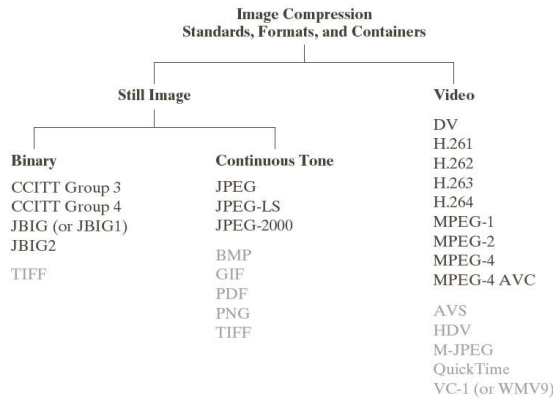 Image Compression
Standards, Formats, and Containers
Still Image
Binary
CCITT Group 3
CCITT Group 4
JBIG (or JBIG1)
JBIG2
TIFF
Continuous Tone
JPEG
JPEG-LS
JPEG-2000
BMP
GIF
PDF
PNG
TIFF
Video
DV
H.261
H.262
H.263
H.264
MPEG-1
MPEG-2
MPEG-4
MPEG-4 AVC
AVS
HDV
M-JPEG
QuickTime
VC-1 (or WMV9)